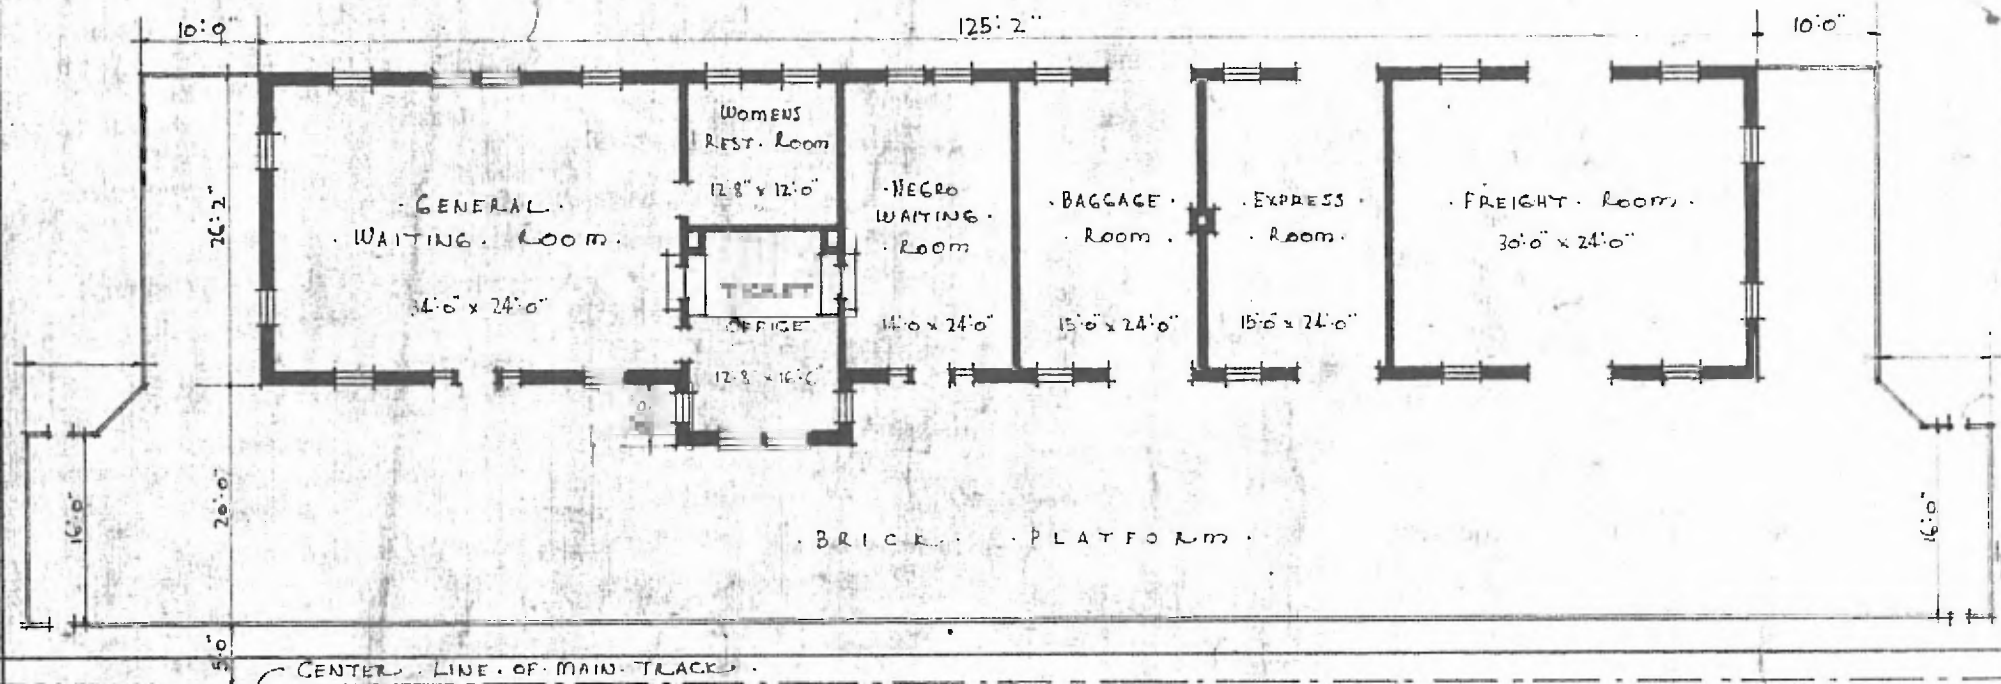 10'0"
125'2"
10'0"
WOMENS
REST. ROOM
12'8" x 12'0"
26'2"
. GENERAL .
. WAITING . ROOM .
34'0" x 24'0"
TICKET
OFFICE
12'8" x 16'6"
. NEGRO
WAITING .
. ROOM
14'0 x 24'0"
. BAGGAGE .
. ROOM .
15'0" x 24'0"
. EXPRESS .
. ROOM .
15'0 x 24'0"
. FREIGHT . ROOM .
30'0" x 24'0"
16'0"
20'0"
. BRICK . . PLATFORM .
16'0"
5'0"
CENTER . LINE . OF . MAIN . TRACK .